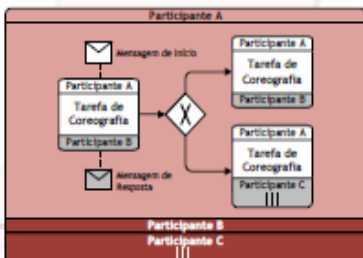 Participante A
Mensagem de Início
Participante A
Tarefa de
Coreografia
Participante B
Mensagem de
Resposta
Participante A
Tarefa de
Coreografia
Participante B
Participante A
Tarefa de
Coreografia
Participante C
Participante B
Participante C